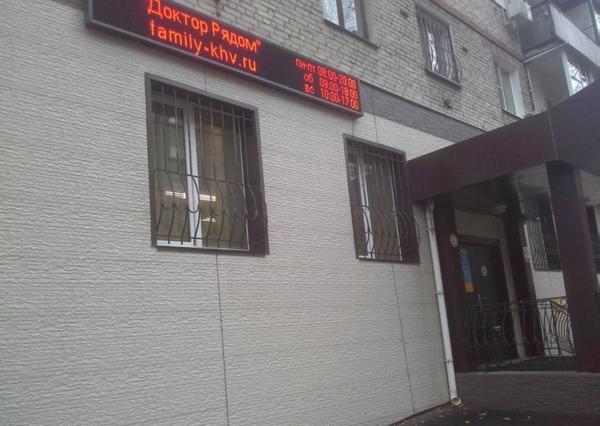 Доктор Рядом"
family-khv.ru
пн-пт 08:00-20:00
сб 09:00-18:00
вс 10:00-17:00